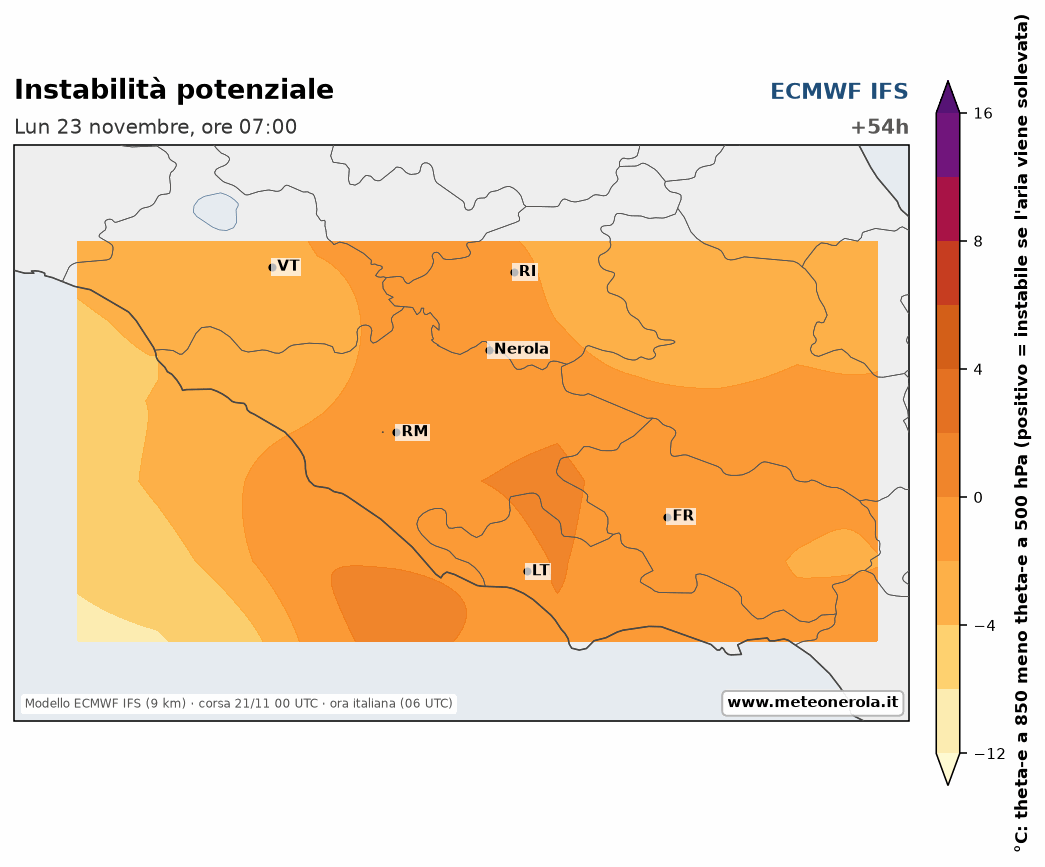 Instabilità potenziale
ECMWF IFS
Lun 23 novembre, ore 07:00
+54h
VT
RI
Nerola
RM
FR
LT
Modello ECMWF IFS (9 km) · corsa 21/11 00 UTC · ora italiana (06 UTC)
www.meteonerola.it
16
8
4
0
−4
−12
°C: theta-e a 850 meno theta-e a 500 hPa (positivo = instabile se l'aria viene sollevata)